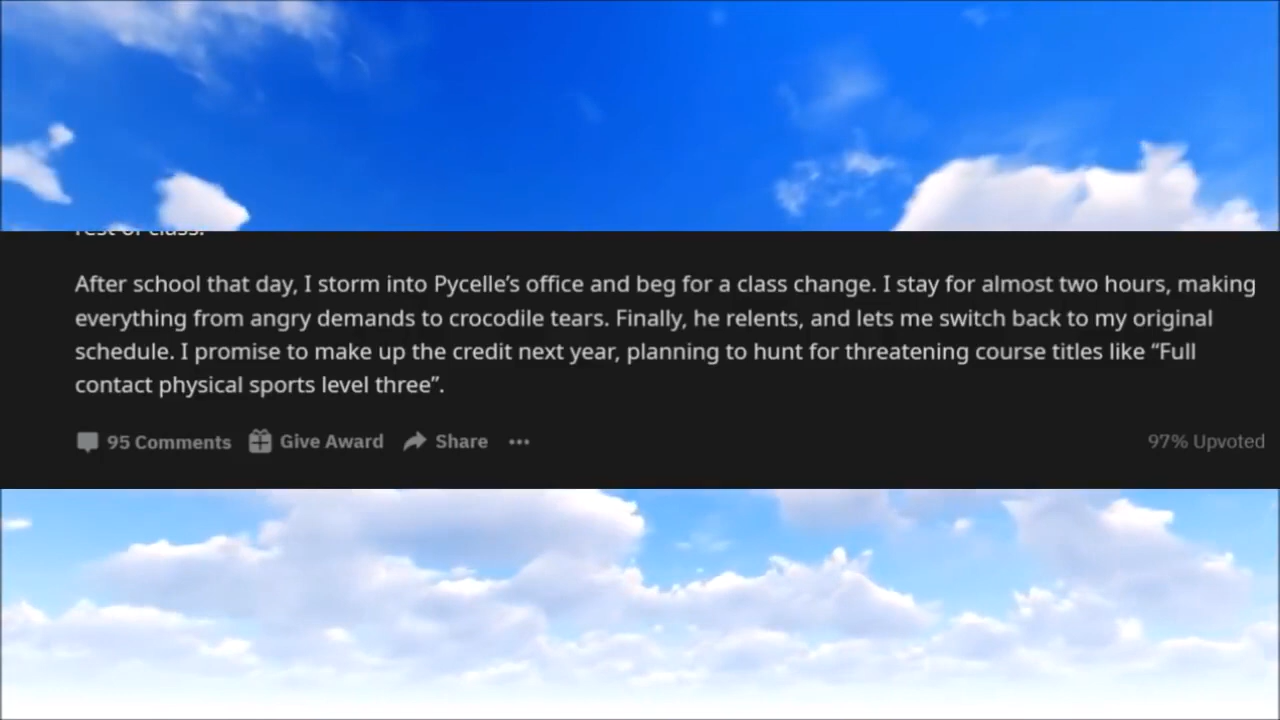 rest of class.
After school that day, I storm into Pycelle’s office and beg for a class change. I stay for almost two hours, making
everything from angry demands to crocodile tears. Finally, he relents, and lets me switch back to my original
schedule. I promise to make up the credit next year, planning to hunt for threatening course titles like “Full
contact physical sports level three”.
95 Comments Give Award Share ••• 97% Upvoted